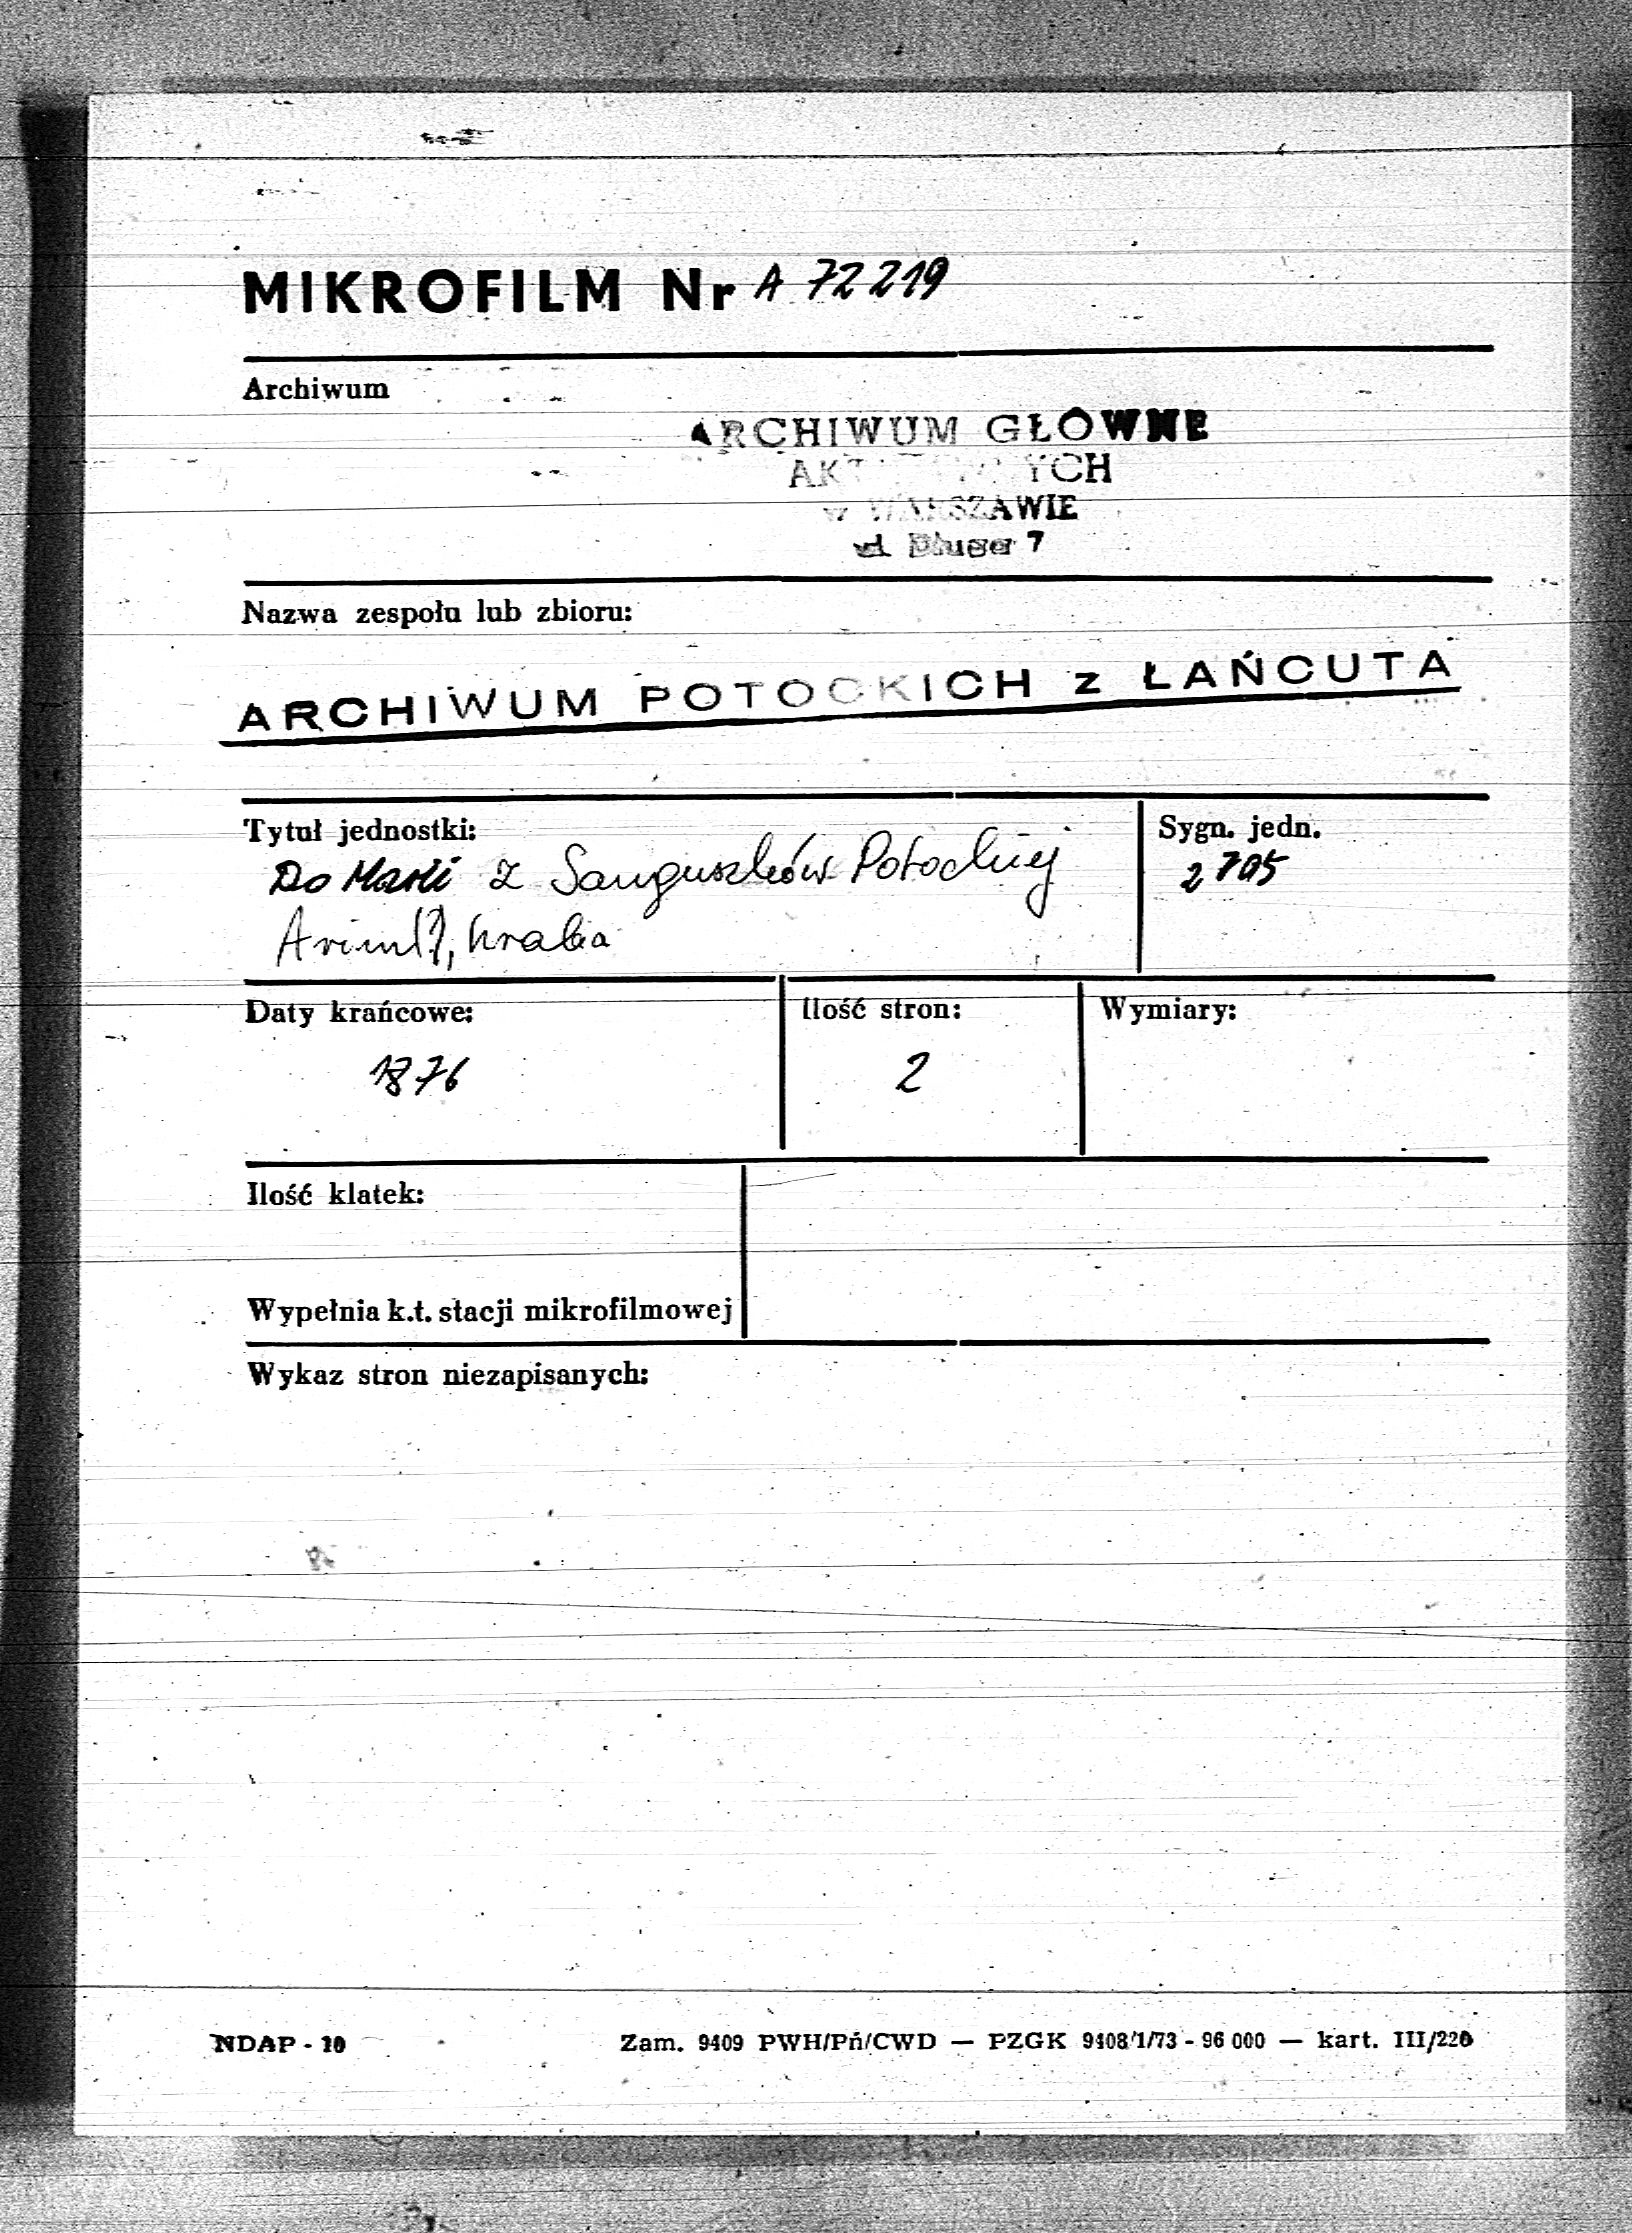 MIKROFILM Nr A 72219
Archiwum
ARCHIWUM GŁÓWNE
YCH
w WARSZAWIE
ul. Długa 7
Nazwa zespołu lub zbioru:
ARCHIWUM POTOCKICH z ŁAŃCUTA
Tytuł jednostki:
Sygn. jedn.
Do Marii z Sanguszków Potockiej
2705
hrabia
Daty krańcowe:
Ilość stron:
Wymiary:
1876
2
Ilość klatek:
Wypełnia k.t. stacji mikrofilmowej
Wykaz stron niezapisanych:
NDAP - 10
Zam. 9409 PWH/Pń/CWD — PZGK 9408/1/73 - 96 000 — kart. III/220